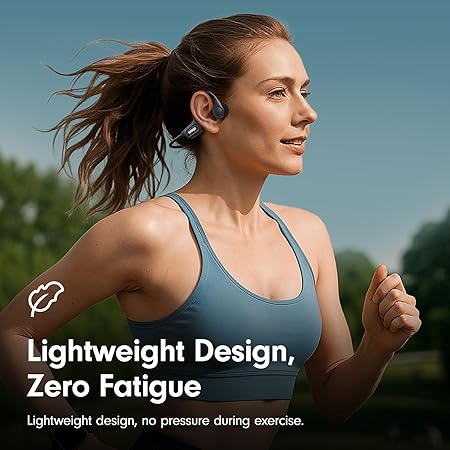 Lightweight Design,
Zero Fatigue
Lightweight design, no pressure during exercise.